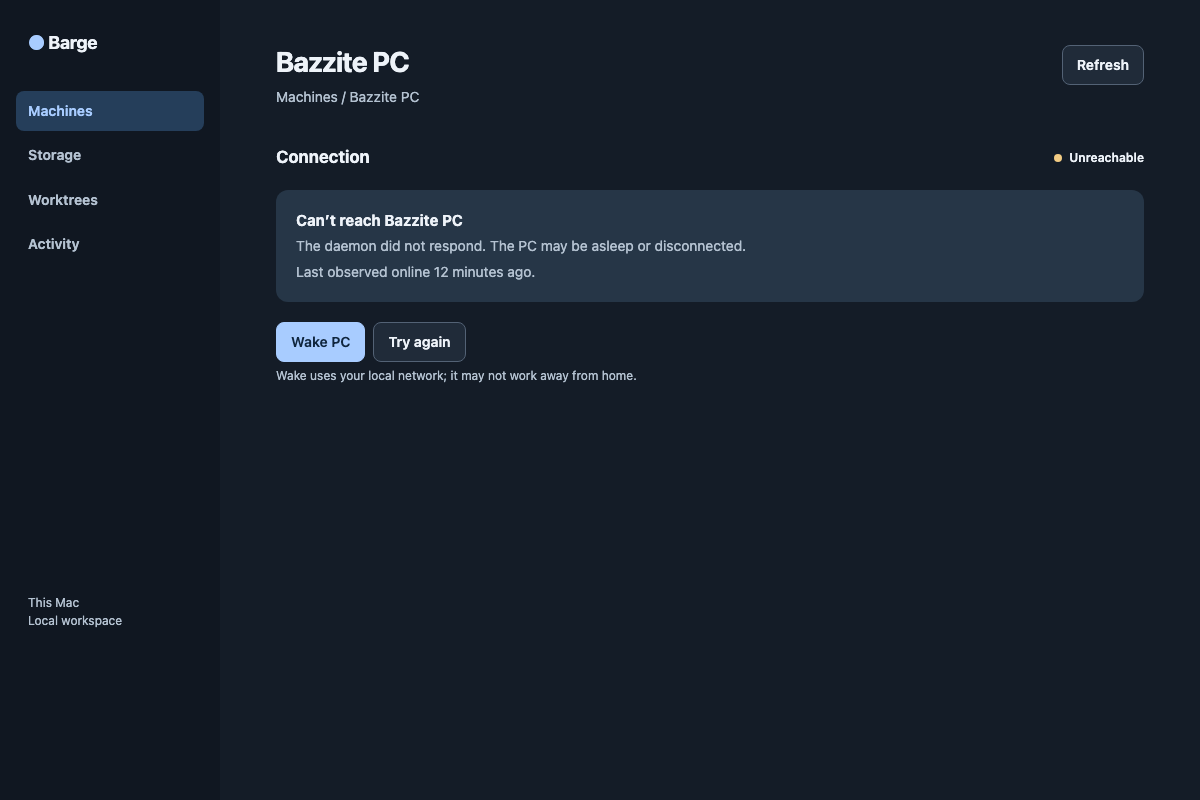 Barge
Machines
Storage
Worktrees
Activity
This Mac
Local workspace
Bazzite PC
Machines / Bazzite PC
Refresh
Connection
Unreachable
Can’t reach Bazzite PC
The daemon did not respond. The PC may be asleep or disconnected.
Last observed online 12 minutes ago.
Wake PC
Try again
Wake uses your local network; it may not work away from home.